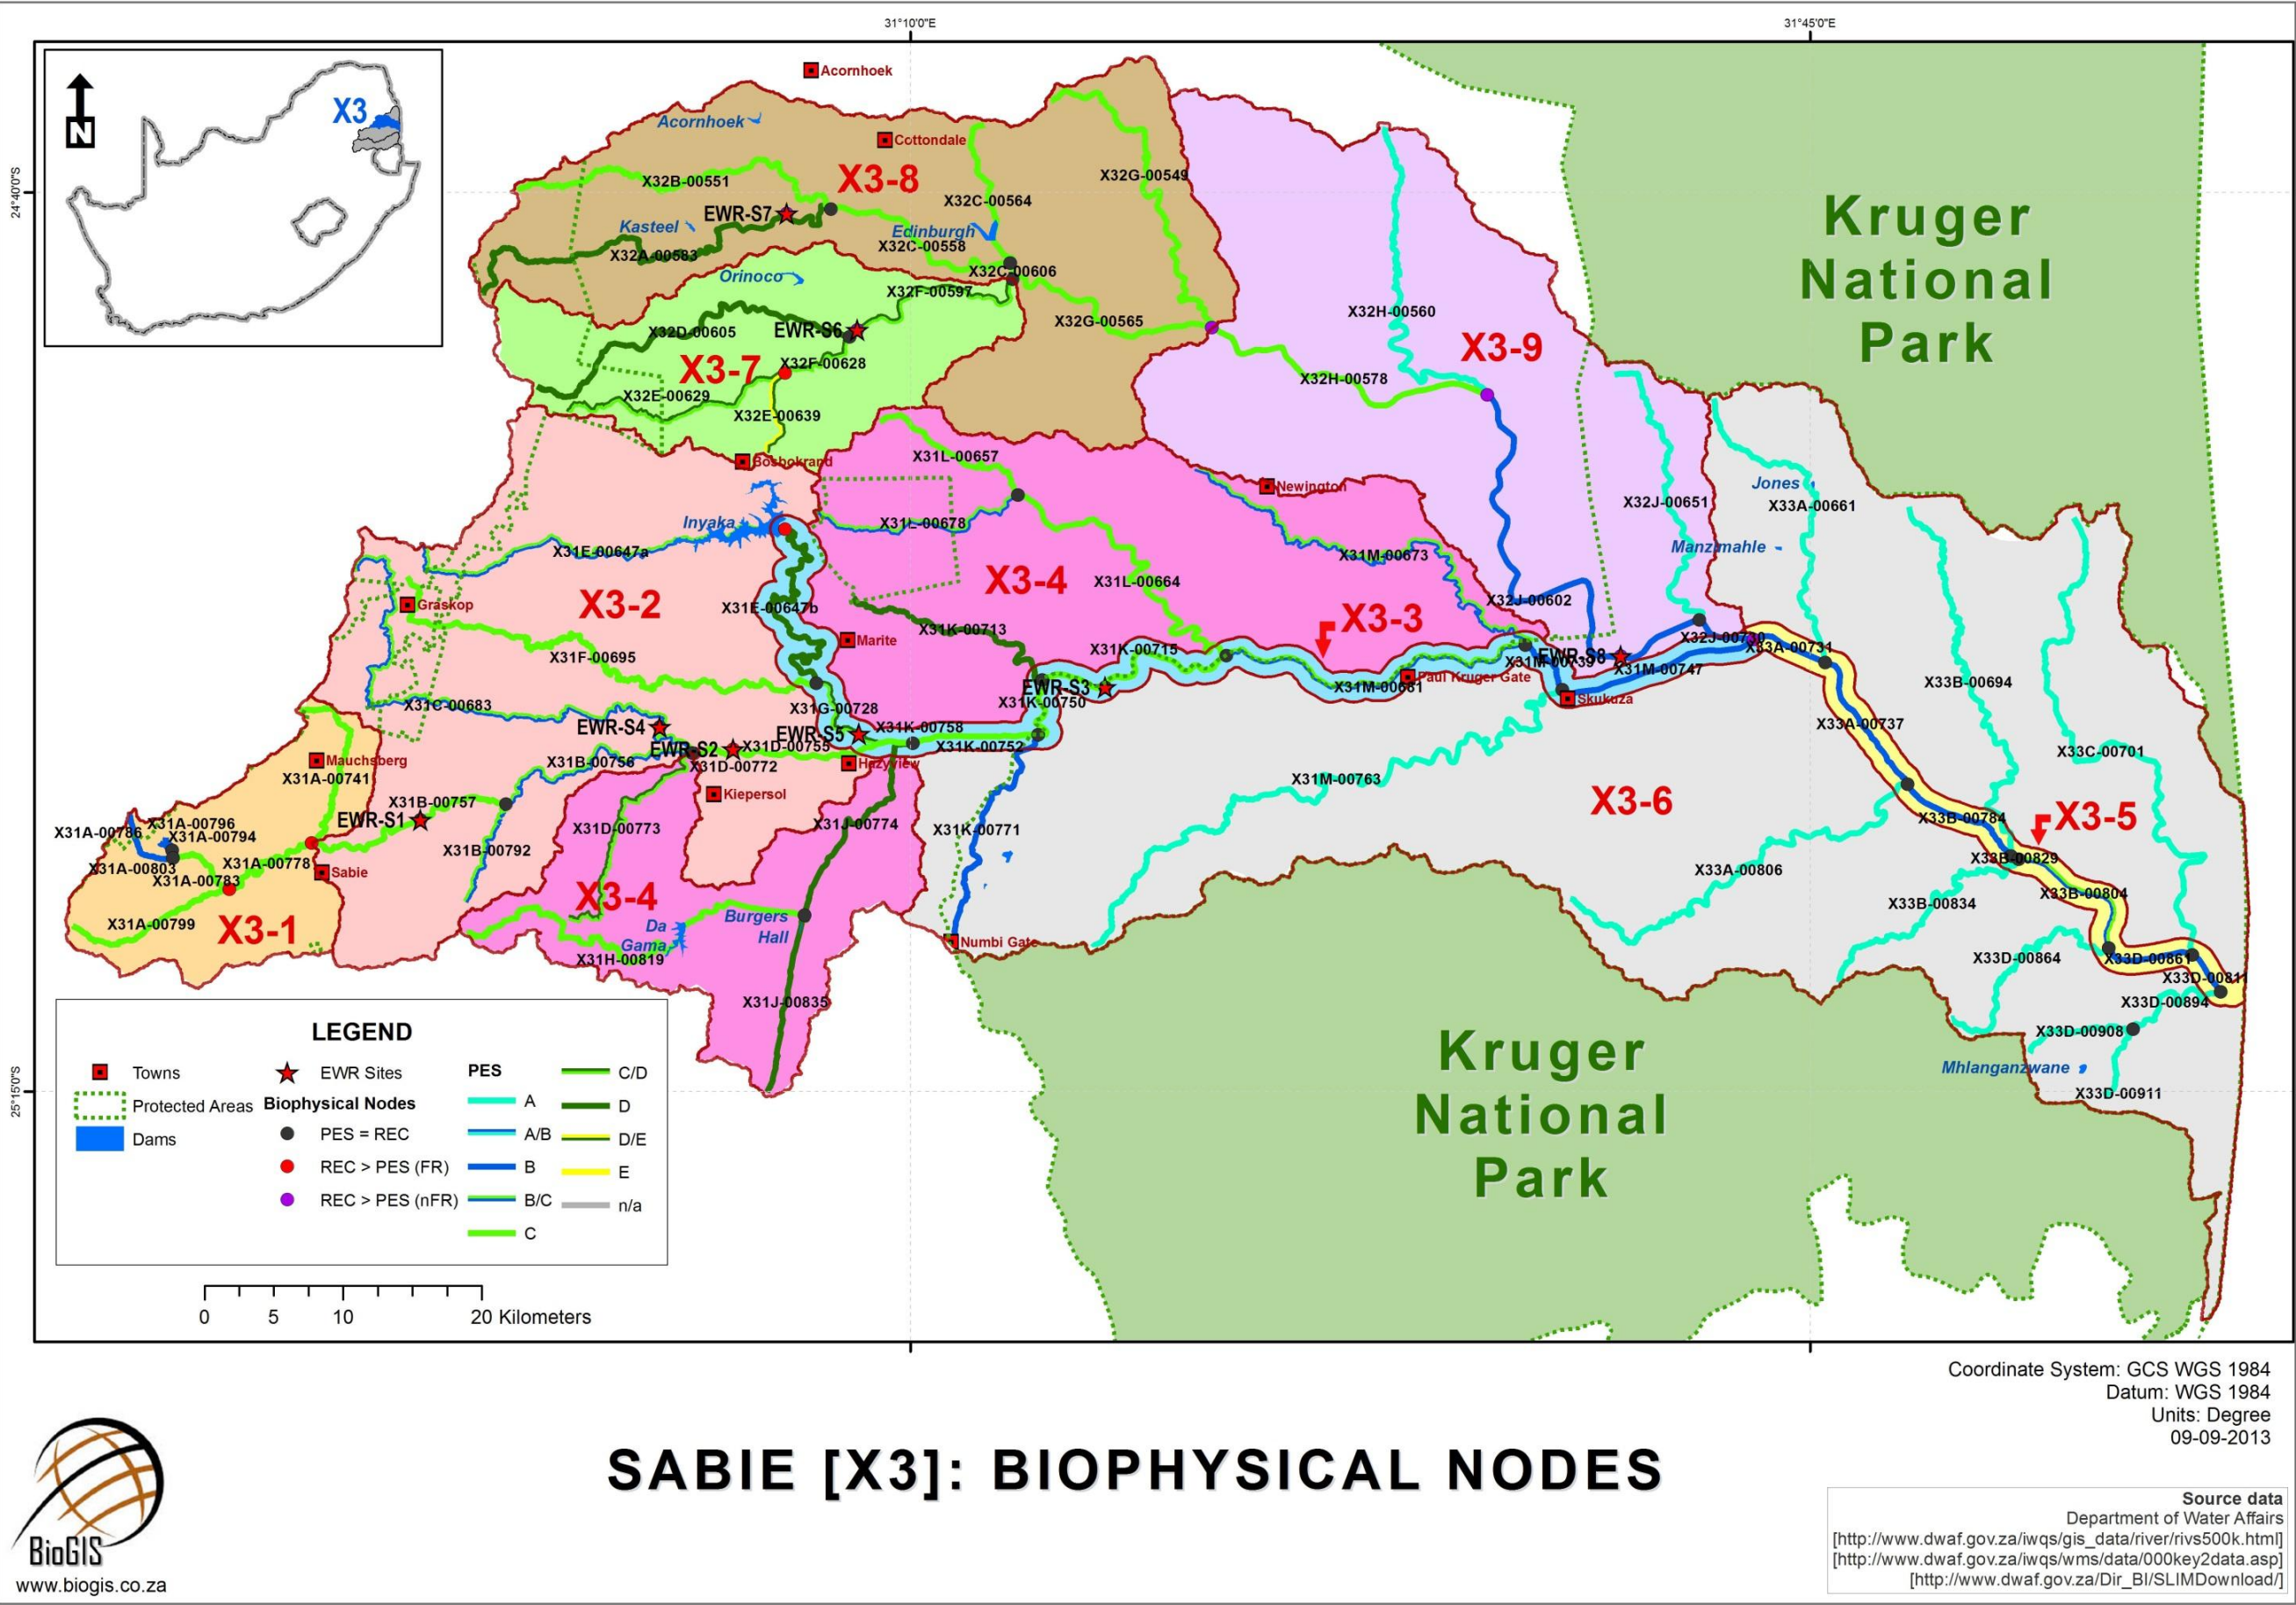 31°10'0"E
31°45'0"E
24°40'0"S
25°15'0"S
N
X3
Acornhoek
Acornhoek
Cottondale
X32B-00551
X3-8
X32G-00549
X32C-00564
EWR-S7
Kasteel
Edinburgh
X32C-00558
X32A-00583
X32C-00606
Orinoco
X32F-00597
X32G-00565
X32D-00605
EWR-S6
X3-7
X32F-00628
X32E-00629
X32E-00639
X32H-00560
X3-9
X32H-00578
Kruger
National
Park
Bosbokrand
X31L-00657
Newington
X32J-00651
Jones
X33A-00661
Inyaka
X31L-00678
X31E-00647a
X31M-00673
Manzimahle
X3-4
X31L-00664
X3-2
Graskop
X31E-00647b
X32J-00602
X3-3
Marite
X31K-00713
X31K-00715
X31F-00695
X32J-00730
X33A-00731
EWR-S8
X31M-00739
X31M-00747
Paul Kruger Gate
X31M-00681
EWR-S3
X31K-00750
Skukuza
X33B-00694
X31C-00683
X31G-00728
EWR-S4
EWR-S5
X31K-00758
X31K-00752
X33A-00737
EWR-S2
X31D-00755
X31D-00772
X33C-00701
Mauchsberg
X31A-00741
X31B-00756
Hazyview
Kiepersol
X31M-00763
X3-6
X31B-00757
EWR-S1
X31A-00796
X31A-00786
X31A-00794
X31D-00773
X31J-00774
X31K-00771
X33B-00784
X3-5
X31B-00792
X31A-00803
X31A-00778
X31A-00783
Sabie
X33B-00829
X33A-00806
X33B-00804
X33B-00834
X3-4
X31A-00799
X3-1
Da
Gama
Burgers
Hall
X31H-00819
Numbi Gate
X33D-00864
X33D-00861
X33D-00811
X31J-00835
X33D-00894
X33D-00908
Mhlanganzwane
X33D-00911
Kruger
National
Park
LEGEND
Towns
Protected Areas
Dams
EWR Sites
Biophysical Nodes
PES = REC
REC > PES (FR)
REC > PES (nFR)
PES
A
A/B
B
B/C
C
C/D
D
D/E
E
n/a
0 5 10 20 Kilometers
Coordinate System: GCS WGS 1984
Datum: WGS 1984
Units: Degree
09-09-2013
SABIE [X3]: BIOPHYSICAL NODES
BioGIS
www.biogis.co.za
Source data
Department of Water Affairs
[http://www.dwaf.gov.za/iwqs/gis_data/river/rivs500k.html]
[http://www.dwaf.gov.za/iwqs/wms/data/000key2data.asp]
[http://www.dwaf.gov.za/Dir_BI/SLIMDownload/]